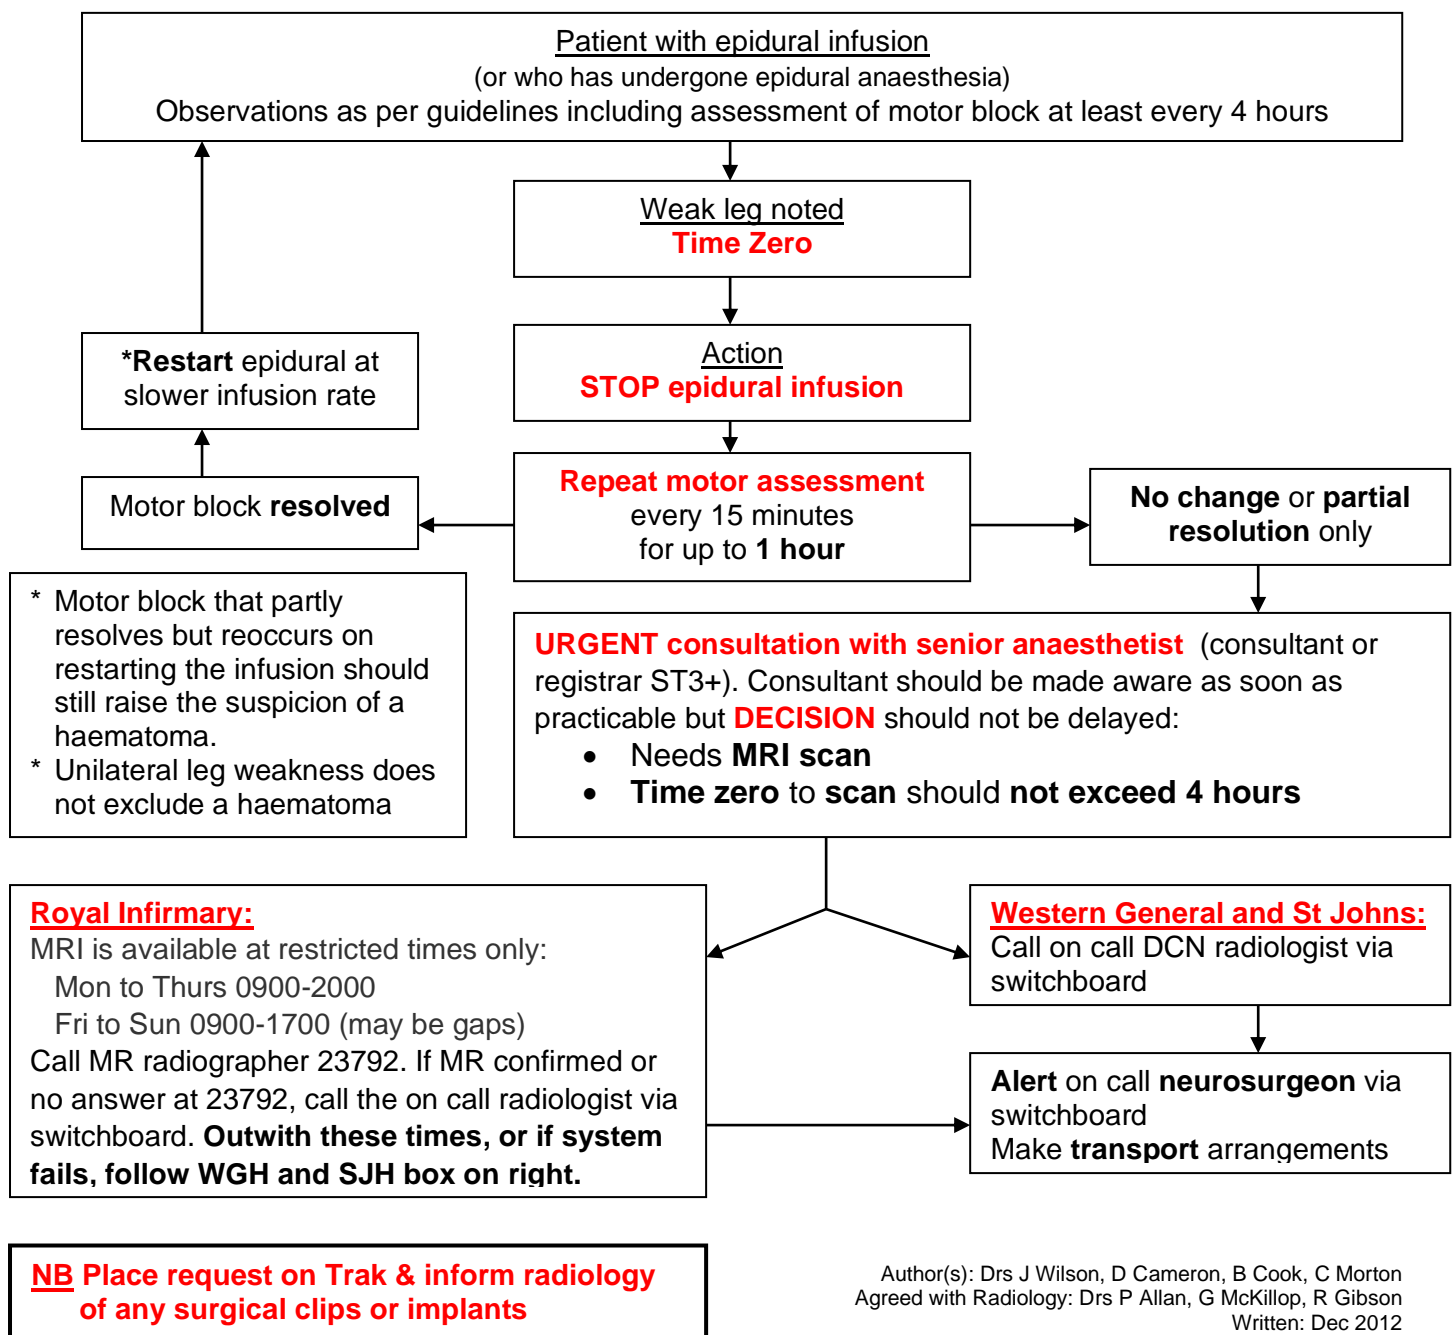 Patient with epidural infusion
(or who has undergone epidural anaesthesia)
Observations as per guidelines including assessment of motor block at least every 4 hours
Weak leg noted
Time Zero
Action
STOP epidural infusion
*Restart epidural at
slower infusion rate
Repeat motor assessment
every 15 minutes
for up to 1 hour
Motor block resolved
No change or partial
resolution only
* Motor block that partly
resolves but reoccurs on
restarting the infusion should
still raise the suspicion of a
haematoma.
* Unilateral leg weakness does
not exclude a haematoma
URGENT consultation with senior anaesthetist (consultant or
registrar ST3+). Consultant should be made aware as soon as
practicable but DECISION should not be delayed:
• Needs MRI scan
• Time zero to scan should not exceed 4 hours
Royal Infirmary:
MRI is available at restricted times only:
Mon to Thurs 0900-2000
Fri to Sun 0900-1700 (may be gaps)
Call MR radiographer 23792. If MR confirmed or
no answer at 23792, call the on call radiologist via
switchboard. Outwith these times, or if system
fails, follow WGH and SJH box on right.
Western General and St Johns:
Call on call DCN radiologist via
switchboard
Alert on call neurosurgeon via
switchboard
Make transport arrangements
NB Place request on Trak & inform radiology
of any surgical clips or implants
Author(s): Drs J Wilson, D Cameron, B Cook, C Morton
Agreed with Radiology: Drs P Allan, G McKillop, R Gibson
Written: Dec 2012